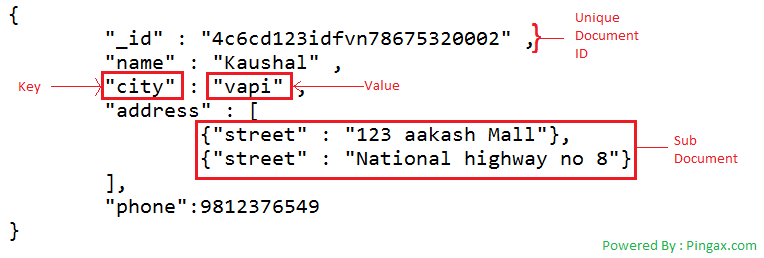 {
"_id" : "4c6cd123idfvn78675320002" ,
Unique
Document
ID
"name" : "Kaushal" ,
Key
"city" : "vapi" ,
Value
"address" : [
{"street" : "123 aakash Mall"},
{"street" : "National highway no 8"}
Sub
Document
],
"phone":9812376549
}
Powered By : Pingax.com